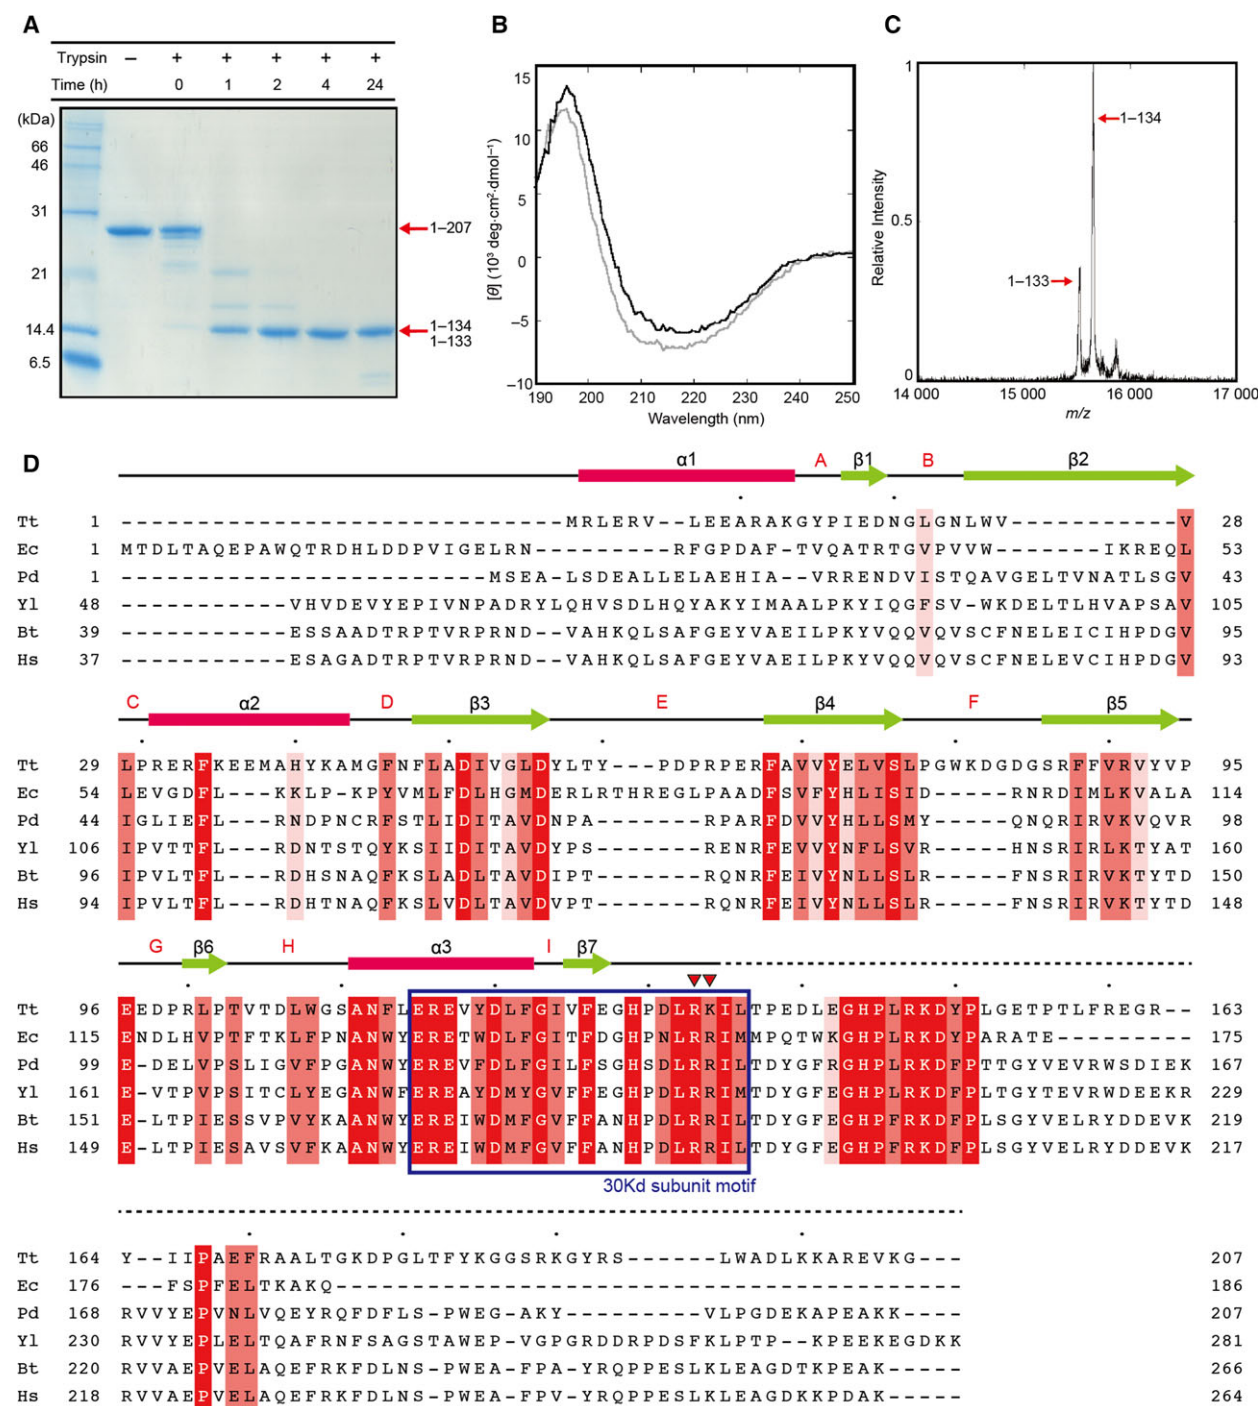 A
Trypsin – + + + + +
Time (h) 0 1 2 4 24
(kDa)
66
46
31
1–207
21
14.4
1–134
1–133
6.5
B
[θ] (10³ deg·cm²·dmol⁻¹)
15
10
5
0
–5
–10
190 200 210 220 230 240 250
Wavelength (nm)
C
Relative Intensity
1
0.5
0
1–134
1–133
14 000 15 000 16 000 17 000
m/z
D
α1 A β1 B β2
Tt 1 -----------------------------MRLERV--LEEARAKGYPIEDNGLGNLWV-----------V 28
Ec 1 MTDLTAQEPAWQTRDHLDDPVIGELRN---------RFGPDAF-TVQATRTGVPVVW-------IKREQL 53
Pd 1 ------------------------MSEA-LSDEALLELAEHIA--VRRENDVISTQAVGELTVNATLSGV 43
Yl 48 -----------VHVDEVYEPIVNPADRYLQHVSDLHQYAKYIMAALPKYIQGFSV-WKDELTLHVAPSAV 105
Bt 39 -----------ESSAADTRPTVRPRND--VAHKQLSAFGEYVAEILPKYVQQVQVSCFNELEICIHPDGV 95
Hs 37 -----------ESAGADTRPTVRPRND--VAHKQLSAFGEYVAEILPKYVQQVQVSCFNELEVCIHPDGV 93
C α2 D β3 E β4 F β5
Tt 29 LPRERFKEEMAHYKAMGFNFLADIVGLDYLTY---PDPRPERFAVVYELVSLPGWKDGDGSRFFVRVYVP 95
Ec 54 LEVGDFL---KKLP-KPYVMLFDLHGMDERLRTHREGLPAADFSVFYHLISID-----RNRDIMLKVALA 114
Pd 44 IGLIEFL---RNDPNCRFSTLIDITAVDNPA-------RPARFDVVYHLLSMY-----QNQRIRVKVQVR 98
Yl 106 IPVTTFL---RDNTSTQYKSIIDITAVDYPS-------RENRFEVVYNFLSVR-----HNSRIRLKTYAT 160
Bt 96 IPVLTFL---RDHSNAQFKSLADLTAVDIPT-------RQNRFEIVYNLLSLR-----FNSRIRVKTYTD 150
Hs 94 IPVLTFL---RDHTNAQFKSLVDLTAVDVPT-------RQNRFEIVYNLLSLR-----FNSRIRVKTYTD 148
G β6 H α3 I β7
Tt 96 EEDPRLPTVTDLWGSANFLEREVYDLFGIVFEGHPDLRKILTPEDLEGHPLRKDYPLGETPTLFREGR-- 163
Ec 115 ENDLHVPTFTKLFPNANWYERETWDLFGITFDGHPNLRRIMMPQTWKGHPLRKDYPARATE--------- 175
Pd 99 E-DELVPSLIGVFPGANWYEREVFDLFGILFSGHSDLRRILTDYGFRGHPLRKDFPTTGYVEVRWSDIEK 167
Yl 161 E-VTPVPSITCLYEGANWFEREAYDMYGVFFEGHPDLRRIMTDYGFEGHPLRKDFPLTGYTEVRWDEEKR 229
Bt 151 E-LTPIESSVPVYKAANWYEREIWDMFGVFFANHPDLRRILTDYGFEGHPFRKDFPLSGYVELRYDDEVK 219
Hs 149 E-LTPIESAVSVFKAANWYEREIWDMFGVFFANHPDLRRILTDYGFEGHPFRKDFPLSGYVELRYDDEVK 217
30Kd subunit motif
Tt 164 Y--IIPAEFRAALTGKDPGLTFYKGGSRKGYRS-----LWADLKKAREVKG---- 207
Ec 176 ---FSPFELTKAKQ----------------------------------------- 186
Pd 168 RVVYEPVNLVQEYRQFDFLS-PWEG-AKY---------VLPGDEKAPEAKK---- 207
Yl 230 RVVYEPLELTQAFRNFSAGSTAWEP-VGPGRDDRPDSFKLPTP--KPEEKEGDKK 281
Bt 220 RVVAEPVELAQEFRKFDLNS-PWEA-FPA-YRQPPESLKLEAGDTKPEAK----- 266
Hs 218 RVVAEPVELAQEFRKFDLNS-PWEA-FPV-YRQPPESLKLEAGDKKPDAK----- 264